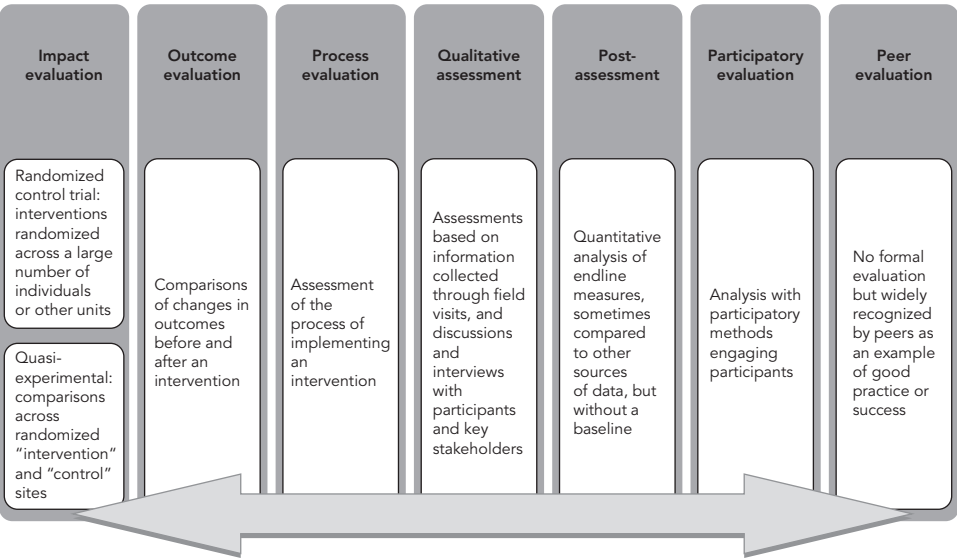 Impact
evaluation
Randomized
control trial:
interventions
randomized
across a large
number of
individuals
or other units
Quasi-
experimental:
comparisons
across
randomized
“intervention”
and “control”
sites
Outcome
evaluation
Comparisons
of changes in
outcomes
before and
after an
intervention
Process
evaluation
Assessment
of the
process of
implementing
an
intervention
Qualitative
assessment
Assessments
based on
information
collected
through field
visits, and
discussions
and
interviews
with
participants
and key
stakeholders
Post-
assessment
Quantitative
analysis of
endline
measures,
sometimes
compared
to other
sources
of data, but
without a
baseline
Participatory
evaluation
Analysis with
participatory
methods
engaging
participants
Peer
evaluation
No formal
evaluation
but widely
recognized
by peers as
an example
of good
practice or
success